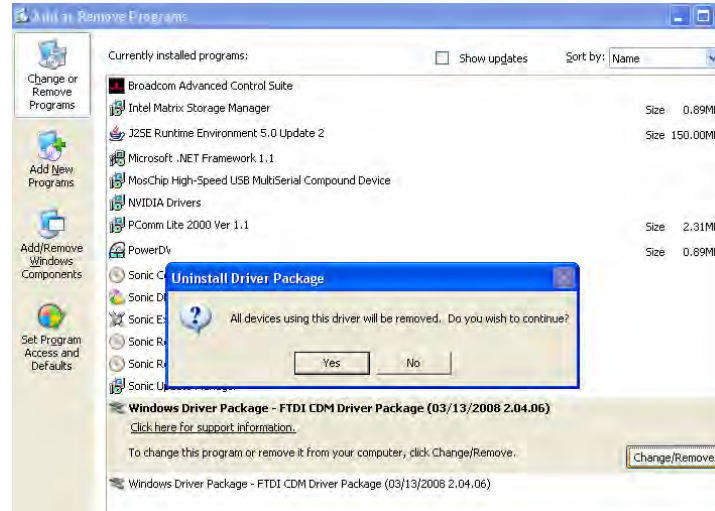 Add or Remove Programs
Change or
Remove
Programs
Add New
Programs
Add/Remove
Windows
Components
Set Program
Access and
Defaults
Currently installed programs:
Show updates
Sort by: Name
Broadcom Advanced Control Suite
Intel Matrix Storage Manager Size 0.89M
J2SE Runtime Environment 5.0 Update 2 Size 150.00M
Microsoft .NET Framework 1.1
MosChip High-Speed USB MultiSerial Compound Device
NVIDIA Drivers
PComm Lite 2000 Ver 1.1 Size 2.31M
PowerDV Size 0.89M
Sonic
Sonic
Sonic
Sonic
Sonic
Sonic Update Manager
Uninstall Driver Package
All devices using this driver will be removed. Do you wish to continue?
Yes No
Windows Driver Package - FTDI CDM Driver Package (03/13/2008 2.04.06)
Click here for support information.
To change this program or remove it from your computer, click Change/Remove.
Change/Remove
Windows Driver Package - FTDI CDM Driver Package (03/13/2008 2.04.06)